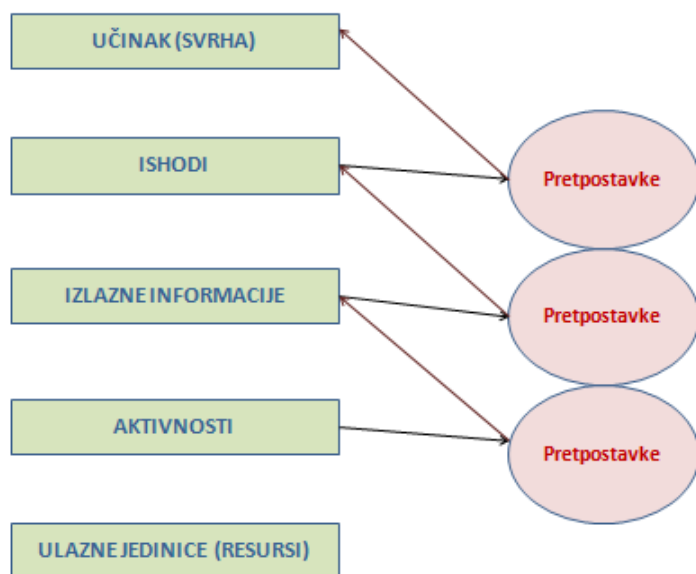 UČINAK (SVRHA)
ISHODI
Pretpostavke
IZLAZNE INFORMACIJE
Pretpostavke
AKTIVNOSTI
Pretpostavke
ULAZNE JEDINICE (RESURSI)